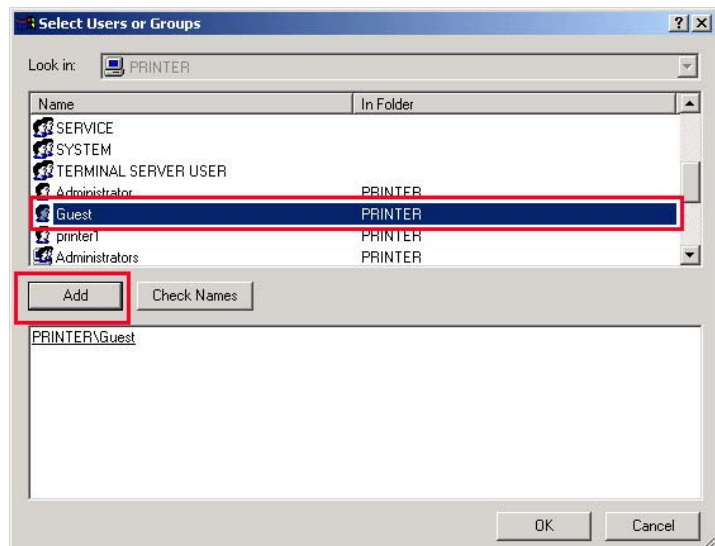 Select Users or Groups
Look in: PRINTER
Name In Folder
SERVICE
SYSTEM
TERMINAL SERVER USER
Administrator PRINTER
Guest PRINTER
printer1 PRINTER
Administrators PRINTER
Add Check Names
PRINTER\Guest
OK Cancel